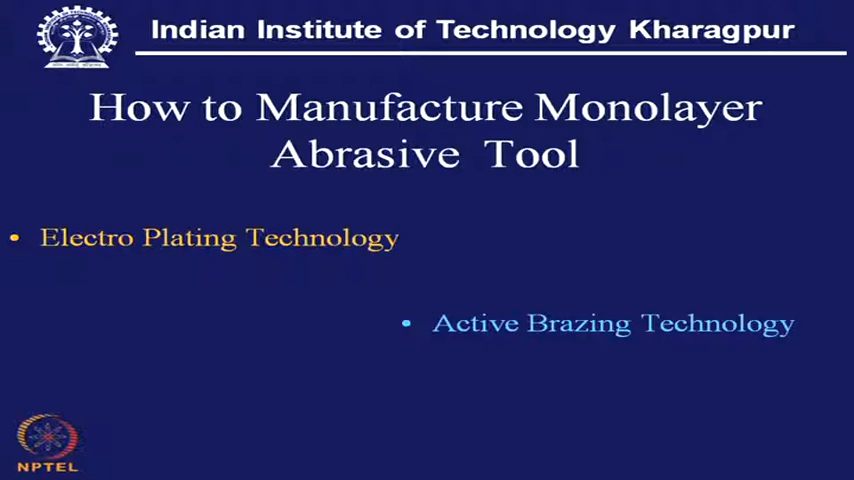 Indian Institute of Technology Kharagpur
How to Manufacture Monolayer
Abrasive Tool
• Electro Plating Technology
• Active Brazing Technology
NPTEL